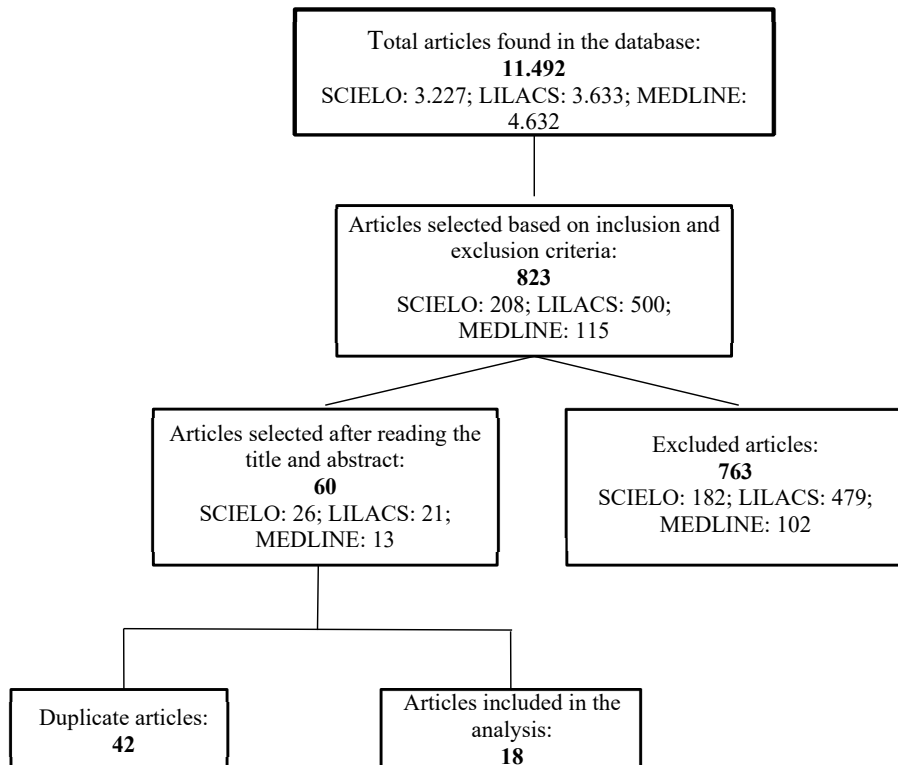 Total articles found in the database:
11.492
SCIELO: 3.227; LILACS: 3.633; MEDLINE:
4.632
Articles selected based on inclusion and
exclusion criteria:
823
SCIELO: 208; LILACS: 500;
MEDLINE: 115
Articles selected after reading the
title and abstract:
60
SCIELO: 26; LILACS: 21;
MEDLINE: 13
Excluded articles:
763
SCIELO: 182; LILACS: 479;
MEDLINE: 102
Duplicate articles:
42
Articles included in the
analysis:
18